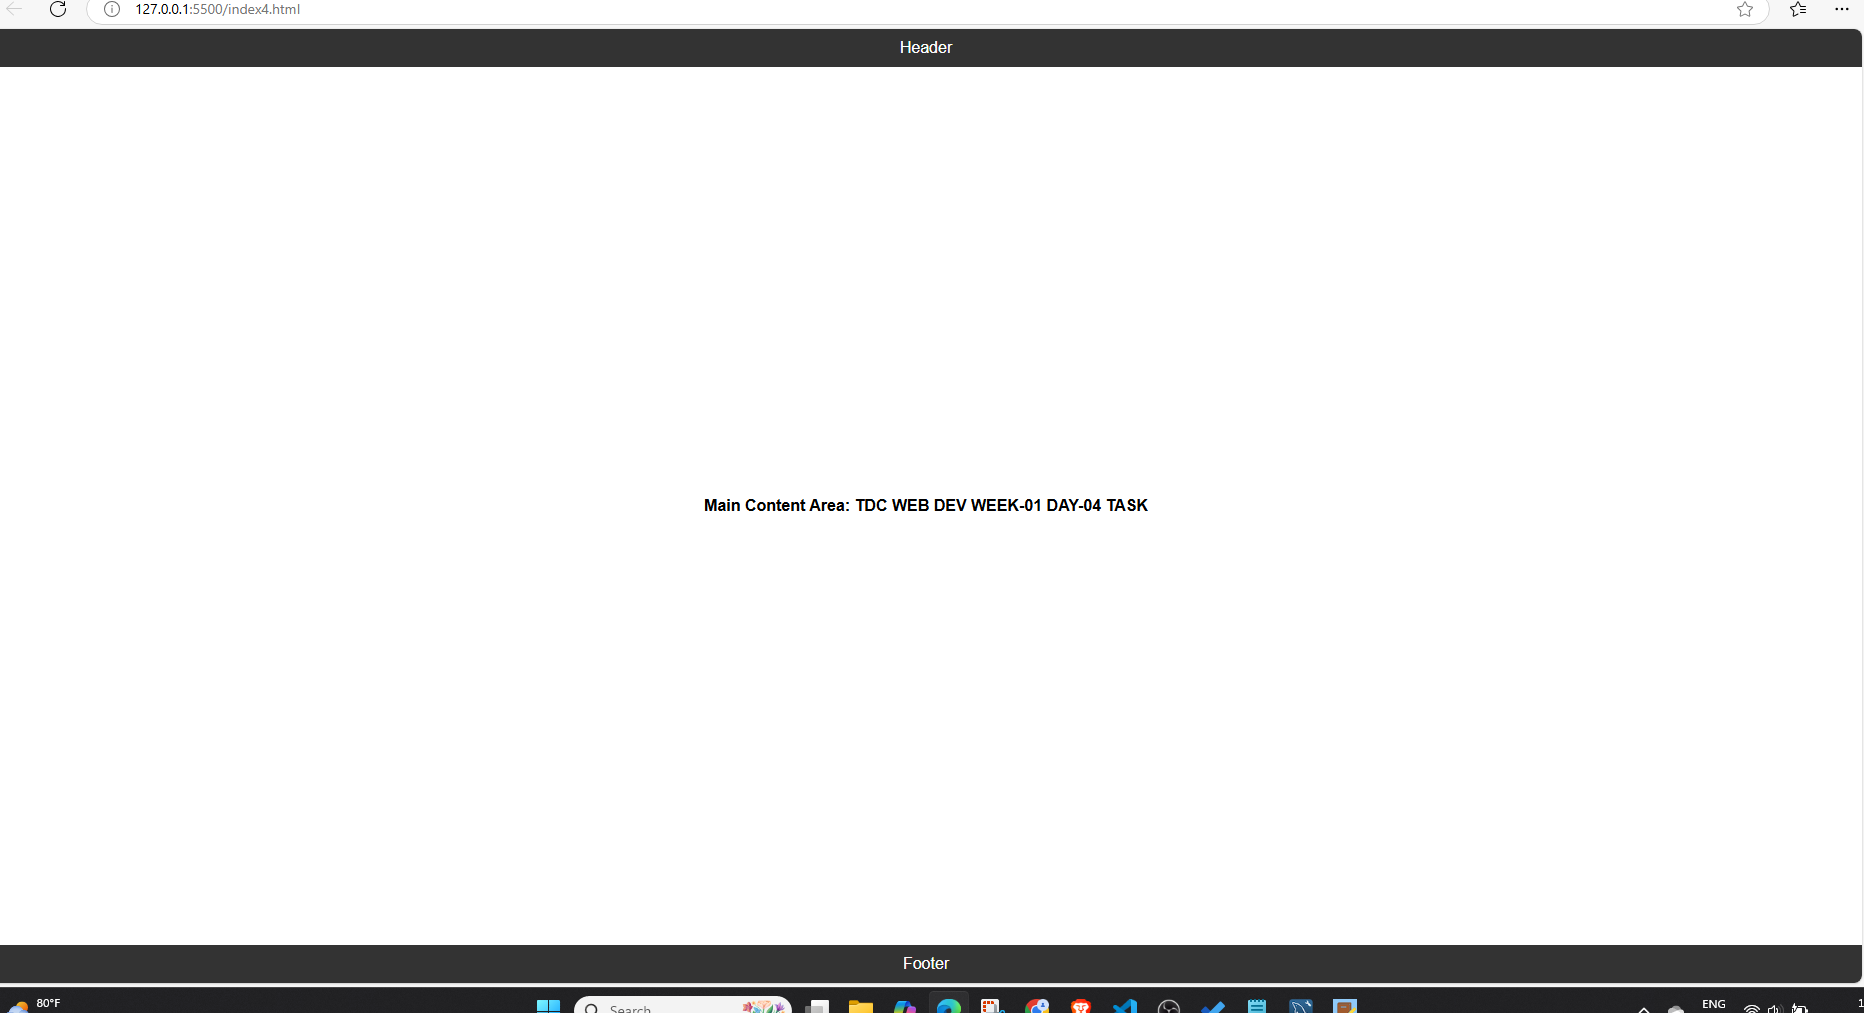 127.0.0.1:5500/index4.html
Header
Main Content Area: TDC WEB DEV WEEK-01 DAY-04 TASK
Footer
80°F
Search
ENG